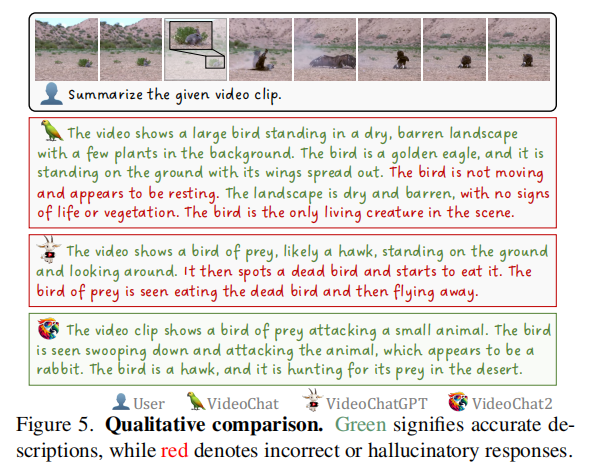 Summarize the given video clip.
The video shows a large bird standing in a dry, barren landscape
with a few plants in the background. The bird is a golden eagle, and it is
standing on the ground with its wings spread out. The bird is not moving
and appears to be resting. The landscape is dry and barren, with no signs
of life or vegetation. The bird is the only living creature in the scene.
The video shows a bird of prey, likely a hawk, standing on the ground
and looking around. It then spots a dead bird and starts to eat it. The
bird of prey is seen eating the dead bird and then flying away.
The video clip shows a bird of prey attacking a small animal. The bird
is seen swooping down and attacking the animal, which appears to be a
rabbit. The bird is a hawk, and it is hunting for its prey in the desert.
User VideoChat VideoChatGPT VideoChat2
Figure 5. Qualitative comparison. Green signifies accurate de-
scriptions, while red denotes incorrect or hallucinatory responses.